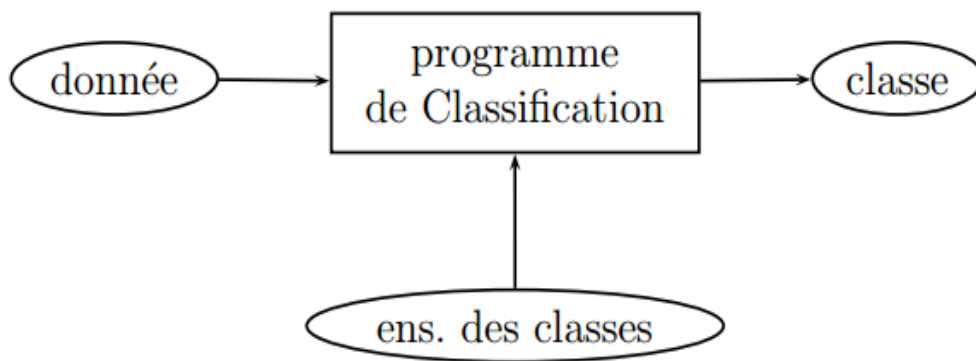 donnée
programme
de Classification
classe
ens. des classes